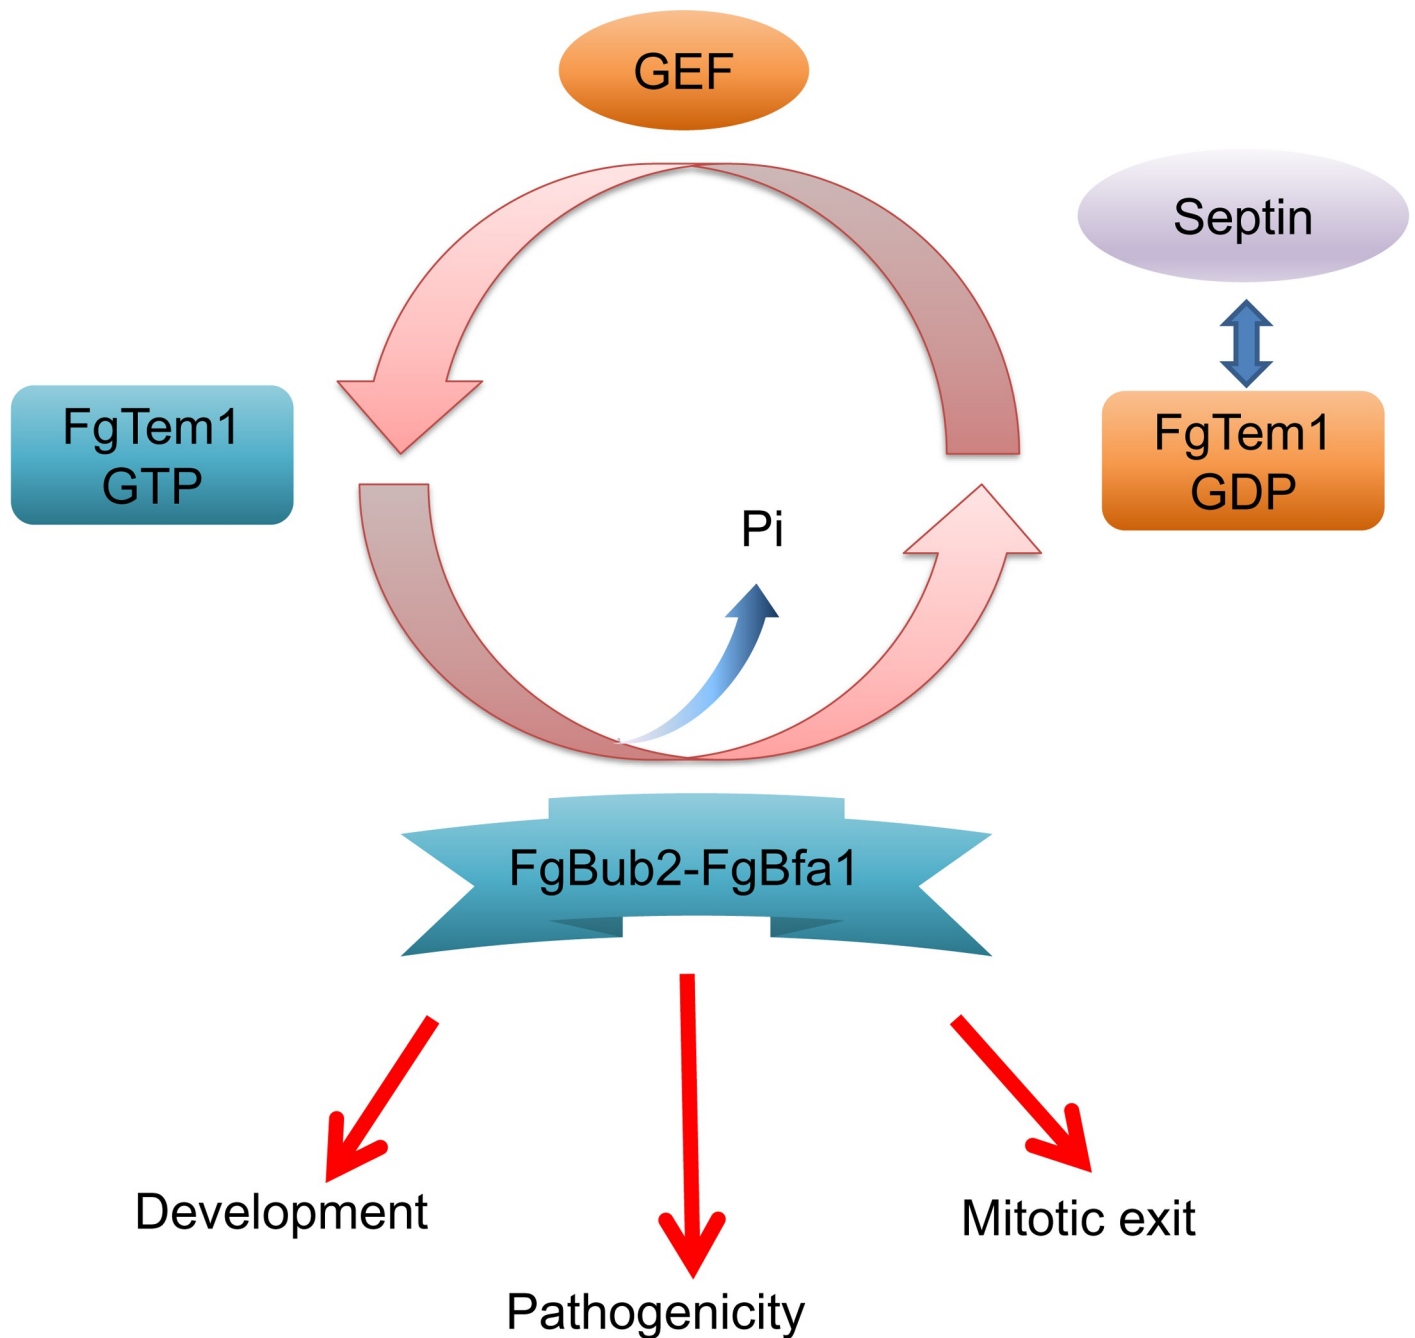 GEF
Septin
FgTem1
GTP
FgTem1
GDP
Pi
FgBub2-FgBfa1
Development
Mitotic exit
Pathogenicity